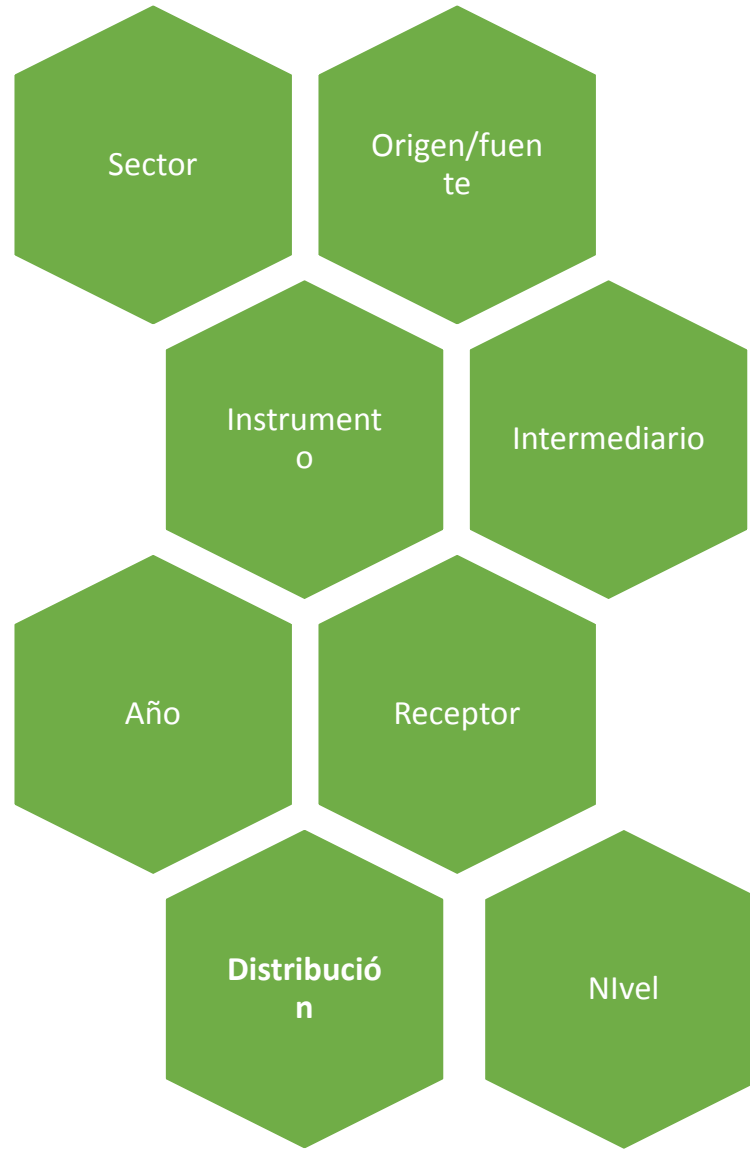 Sector
Origen/fuen
te
Instrument
o
Intermediario
Año
Receptor
Distribució
n
NIvel